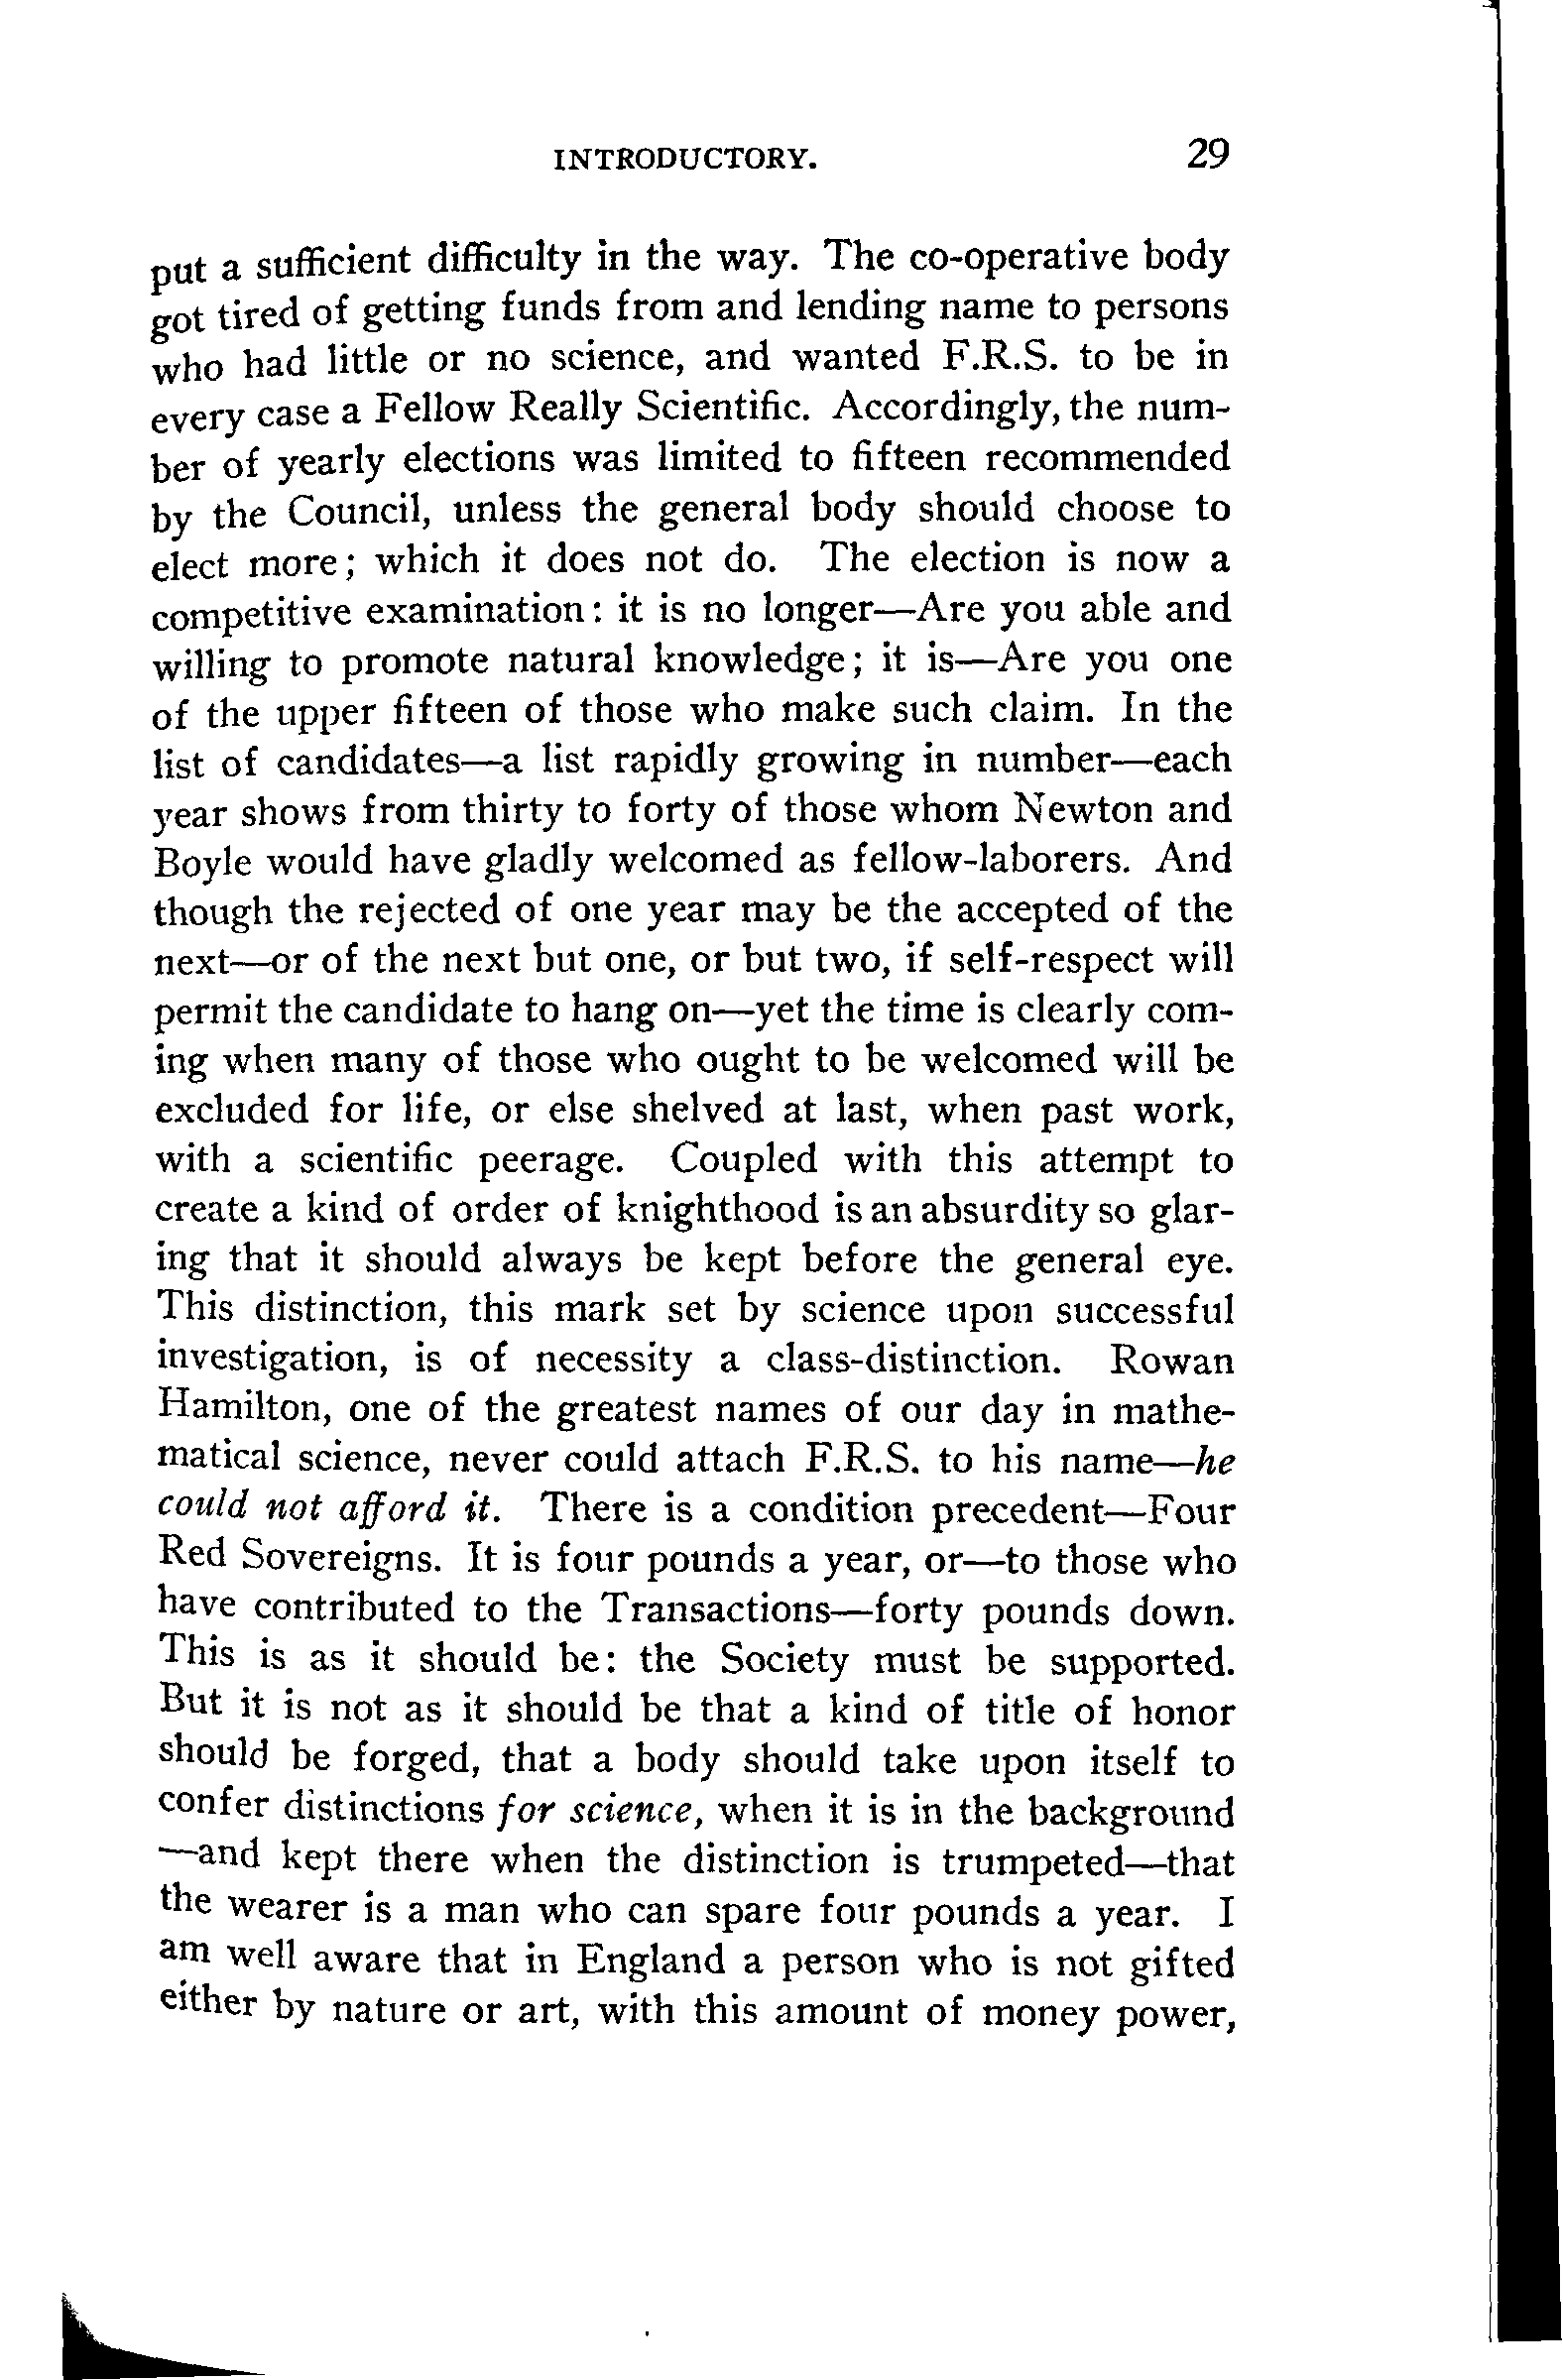 INTRODUCTORY. 29
put a sufficient difficulty in the way. The co-operative body
got tired of getting funds from and lending name to persons
who had little or no science, and wanted F.R.S. to be in
every case a Fellow Really Scientific. Accordingly, the num-
ber of yearly elections was limited to fifteen recommended
by the Council, unless the general body should choose to
elect more; which it does not do. The election is now a
competitive examination: it is no longer—Are you able and
willing to promote natural knowledge; it is—Are you one
of the upper fifteen of those who make such claim. In the
list of candidates—a list rapidly growing in number—each
year shows from thirty to forty of those whom Newton and
Boyle would have gladly welcomed as fellow-laborers. And
though the rejected of one year may be the accepted of the
next—or of the next but one, or but two, if self-respect will
permit the candidate to hang on—yet the time is clearly com-
ing when many of those who ought to be welcomed will be
excluded for life, or else shelved at last, when past work,
with a scientific peerage. Coupled with this attempt to
create a kind of order of knighthood is an absurdity so glar-
ing that it should always be kept before the general eye.
This distinction, this mark set by science upon successful
investigation, is of necessity a class-distinction. Rowan
Hamilton, one of the greatest names of our day in mathe-
matical science, never could attach F.R.S. to his name—he
could not afford it. There is a condition precedent—Four
Red Sovereigns. It is four pounds a year, or—to those who
have contributed to the Transactions—forty pounds down.
This is as it should be: the Society must be supported.
But it is not as it should be that a kind of title of honor
should be forged, that a body should take upon itself to
confer distinctions for science, when it is in the background
—and kept there when the distinction is trumpeted—that
the wearer is a man who can spare four pounds a year. I
am well aware that in England a person who is not gifted
either by nature or art, with this amount of money power,